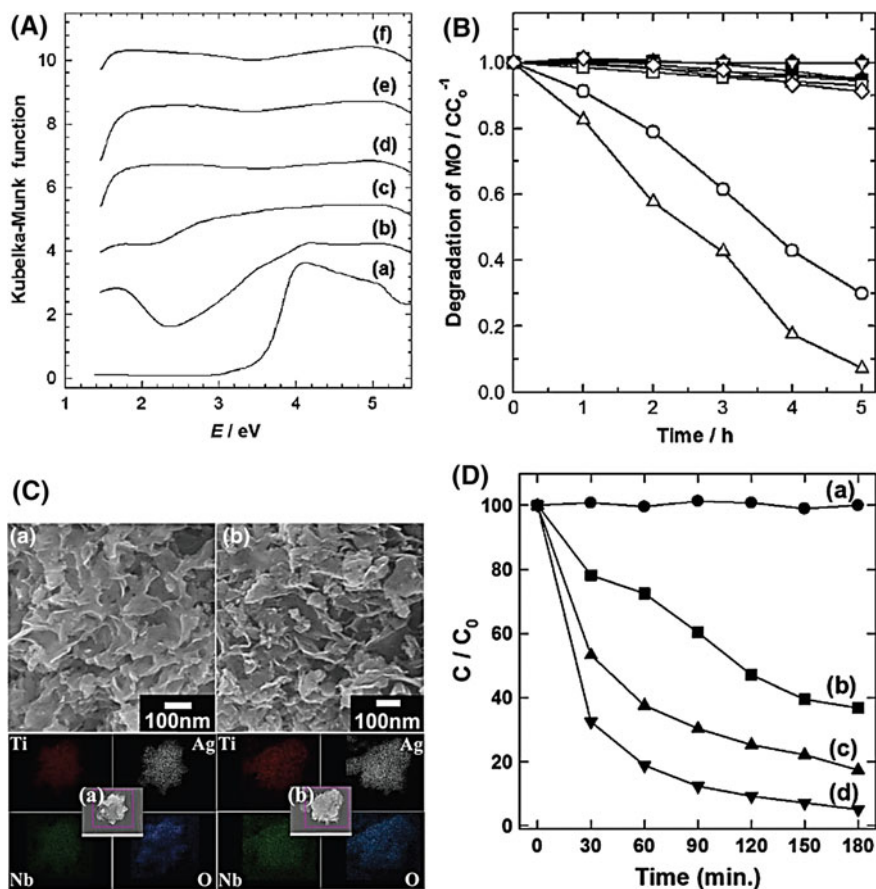 (A)
Kubelka-Munk function
10
8
6
4
2
0
(f)
(e)
(d)
(c)
(b)
(a)
1 2 3 4 5
E / eV
(B)
Degradation of MO / CCo-1
1.0
0.8
0.6
0.4
0.2
0.0
0 1 2 3 4 5
Time / h
(C)
(a) (b)
100nm 100nm
Ti Ag Ti Ag
(a) (b)
Nb O Nb O
(D)
C / C0
100
80
60
40
20
0
(a)
(b)
(c)
(d)
0 30 60 90 120 150 180
Time (min.)